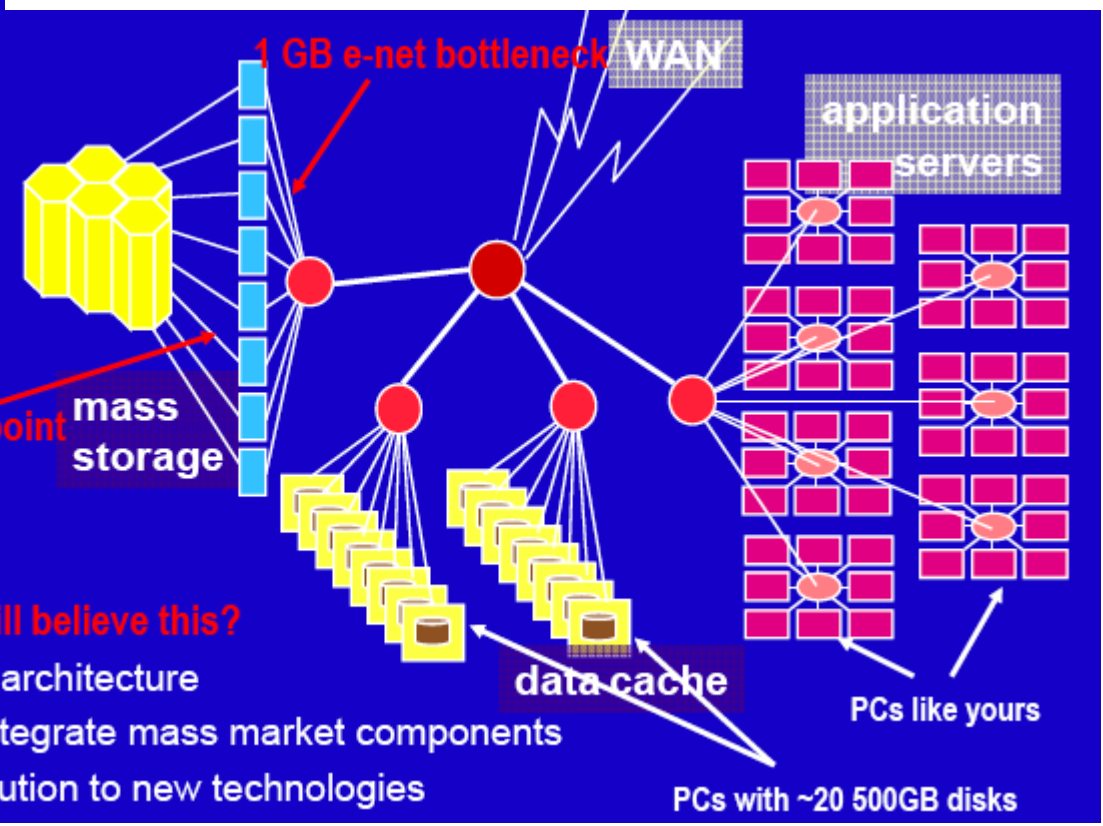 1 GB e-net bottleneck
WAN
application
servers
point
mass
storage
ll believe this?
architecture
data cache
PCs like yours
tegrate mass market components
ution to new technologies
PCs with ~20 500GB disks